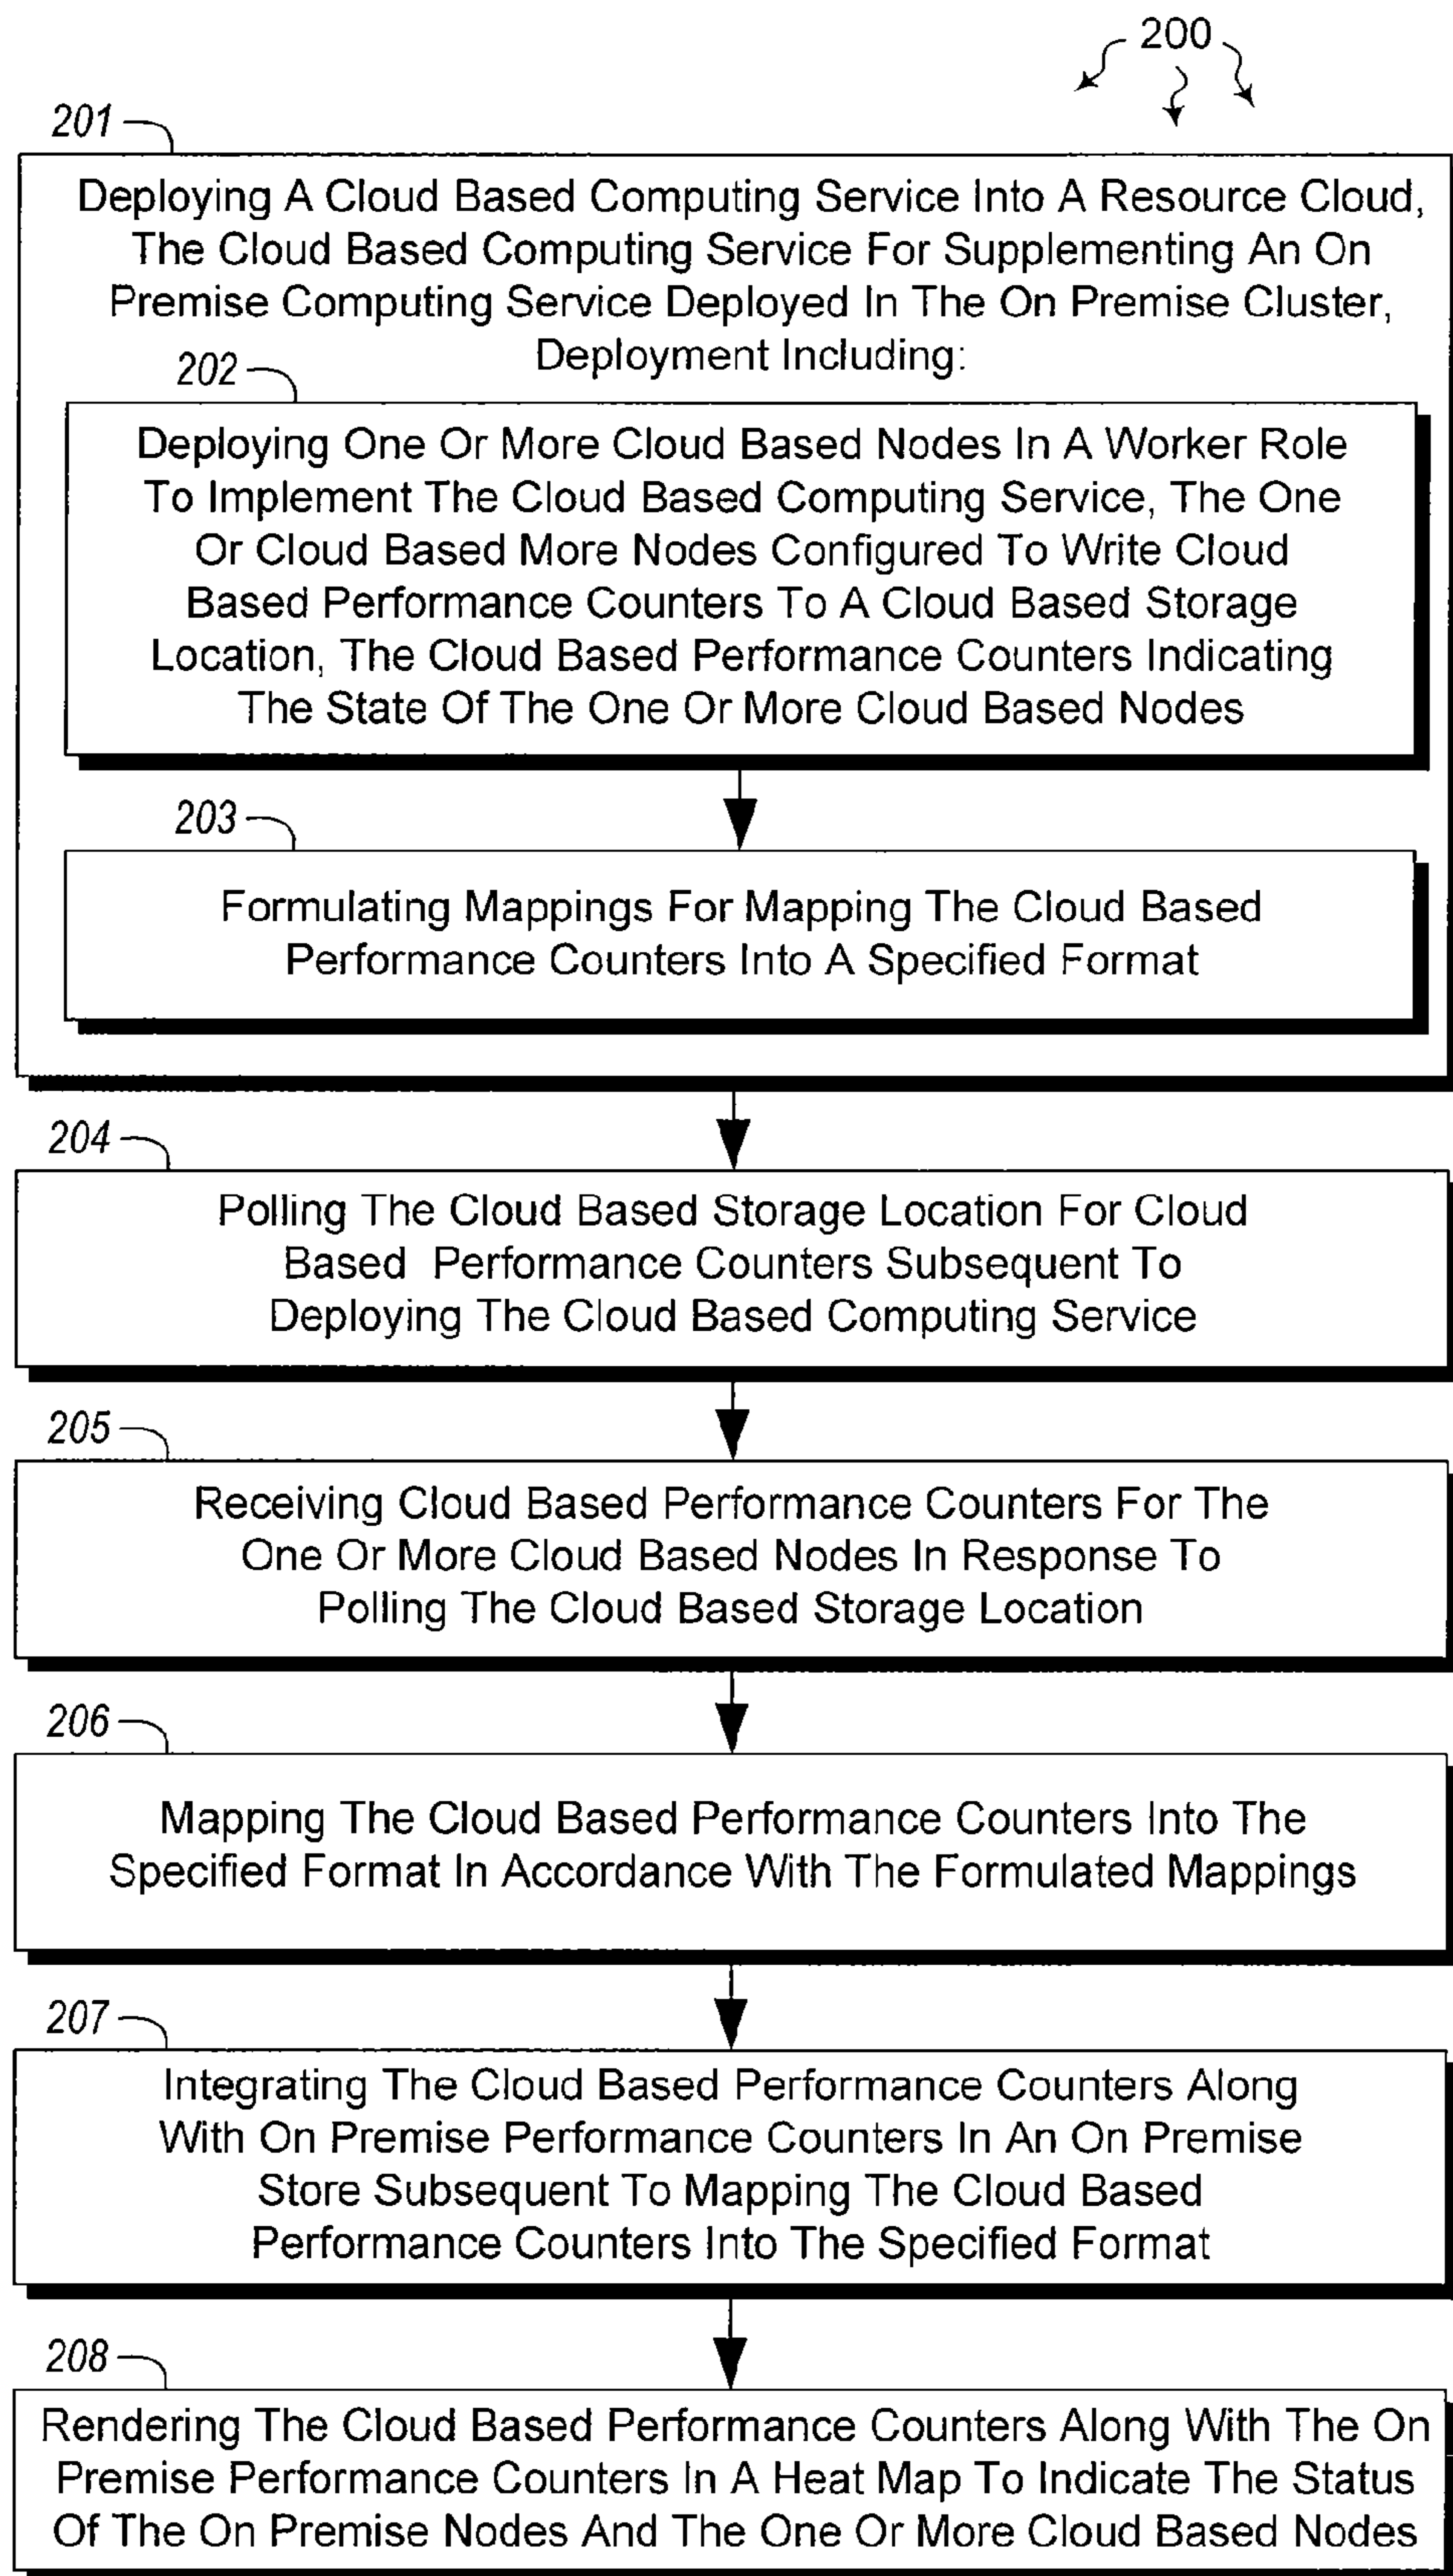 200
201
Deploying A Cloud Based Computing Service Into A Resource Cloud,
The Cloud Based Computing Service For Supplementing An On
Premise Computing Service Deployed In The On Premise Cluster,
Deployment Including:
202
Deploying One Or More Cloud Based Nodes In A Worker Role
To Implement The Cloud Based Computing Service, The One
Or Cloud Based More Nodes Configured To Write Cloud
Based Performance Counters To A Cloud Based Storage
Location, The Cloud Based Performance Counters Indicating
The State Of The One Or More Cloud Based Nodes
203
Formulating Mappings For Mapping The Cloud Based
Performance Counters Into A Specified Format
204
Polling The Cloud Based Storage Location For Cloud
Based Performance Counters Subsequent To
Deploying The Cloud Based Computing Service
205
Receiving Cloud Based Performance Counters For The
One Or More Cloud Based Nodes In Response To
Polling The Cloud Based Storage Location
206
Mapping The Cloud Based Performance Counters Into The
Specified Format In Accordance With The Formulated Mappings
207
Integrating The Cloud Based Performance Counters Along
With On Premise Performance Counters In An On Premise
Store Subsequent To Mapping The Cloud Based
Performance Counters Into The Specified Format
208
Rendering The Cloud Based Performance Counters Along With The On
Premise Performance Counters In A Heat Map To Indicate The Status
Of The On Premise Nodes And The One Or More Cloud Based Nodes